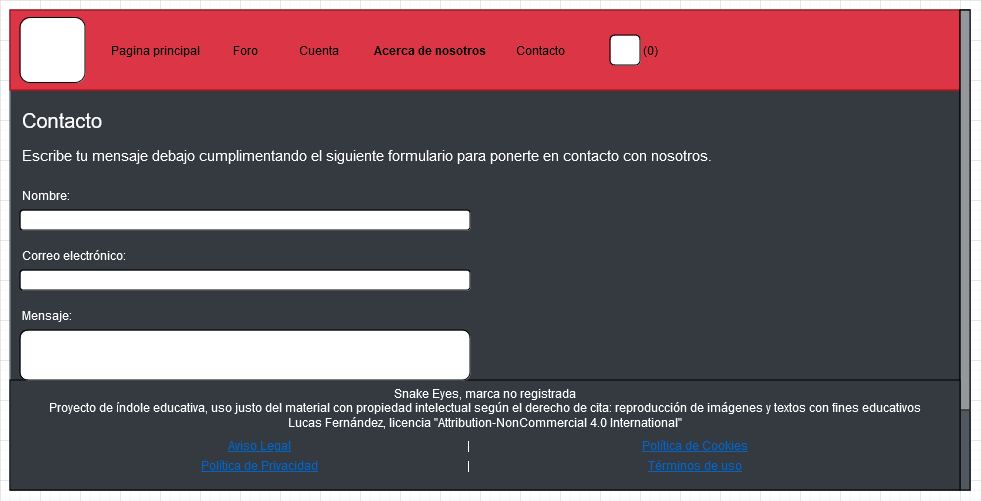 Pagina principal Foro Cuenta Acerca de nosotros Contacto (0)
Contacto
Escribe tu mensaje debajo cumplimentando el siguiente formulario para ponerte en contacto con nosotros.
Nombre:
Correo electrónico:
Mensaje:
Snake Eyes, marca no registrada
Proyecto de índole educativa, uso justo del material con propiedad intelectual según el derecho de cita: reproducción de imágenes y textos con fines educativos
Lucas Fernández, licencia "Attribution-NonCommercial 4.0 International"
Aviso Legal | Política de Cookies
Política de Privacidad | Términos de uso